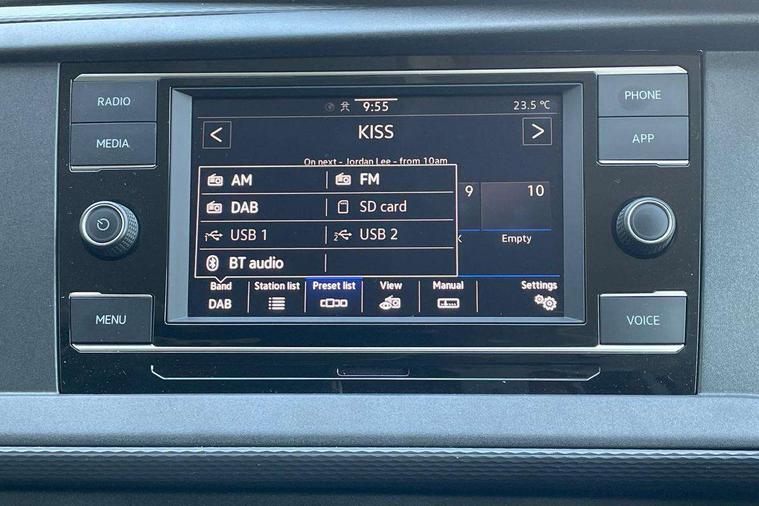 RADIO
MEDIA
MENU
9:55
23.5 °C
<
KISS
>
On next - Jordan Lee - from 10am
AM
FM
DAB
SD card
1 USB 1
2 USB 2
BT audio
9
10
Empty
Band
DAB
Station list
Preset list
View
Manual
Settings
PHONE
APP
VOICE